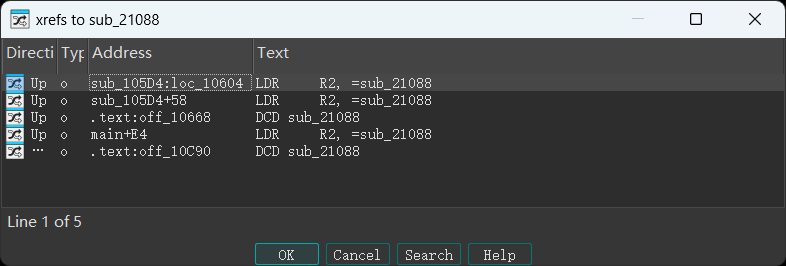 xrefs to sub_21088
Directi Typ Address Text
Up o sub_105D4:loc_10604 LDR R2, =sub_21088
Up o sub_105D4+58 LDR R2, =sub_21088
Up o .text:off_10668 DCD sub_21088
Up o main+E4 LDR R2, =sub_21088
… o .text:off_10C90 DCD sub_21088
Line 1 of 5
OK Cancel Search Help